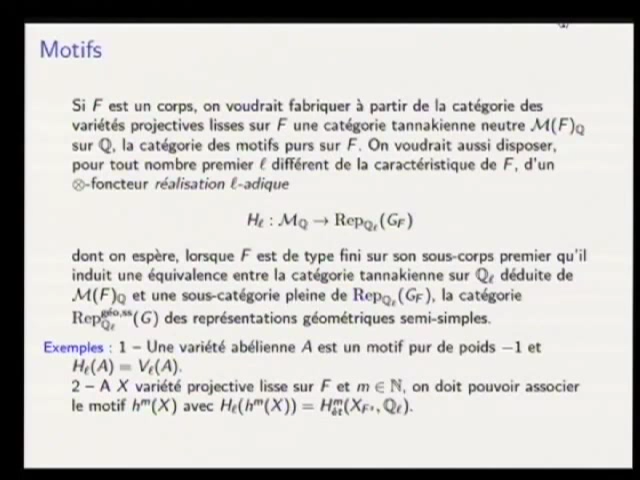 Motifs
Si F est un corps, on voudrait fabriquer à partir de la catégorie des
variétés projectives lisses sur F une catégorie tannakienne neutre ℳ(F)_ℚ
sur ℚ, la catégorie des motifs purs sur F. On voudrait aussi disposer,
pour tout nombre premier ℓ différent de la caractéristique de F, d'un
⊗-foncteur réalisation ℓ-adique
H_ℓ : ℳ_ℚ → Rep_{ℚ_ℓ}(G_F)
dont on espère, lorsque F est de type fini sur son sous-corps premier qu'il
induit une équivalence entre la catégorie tannakienne sur ℚ_ℓ déduite de
ℳ(F)_ℚ et une sous-catégorie pleine de Rep_{ℚ_ℓ}(G_F), la catégorie
Rep^{géo,ss}_{ℚ_ℓ}(G) des représentations géométriques semi-simples.
Exemples : 1 – Une variété abélienne A est un motif pur de poids −1 et
H_ℓ(A) = V_ℓ(A).
2 – A X variété projective lisse sur F et m ∈ ℕ, on doit pouvoir associer
le motif h^m(X) avec H_ℓ(h^m(X)) = H^m_{ét}(X_{F^s}, ℚ_ℓ).